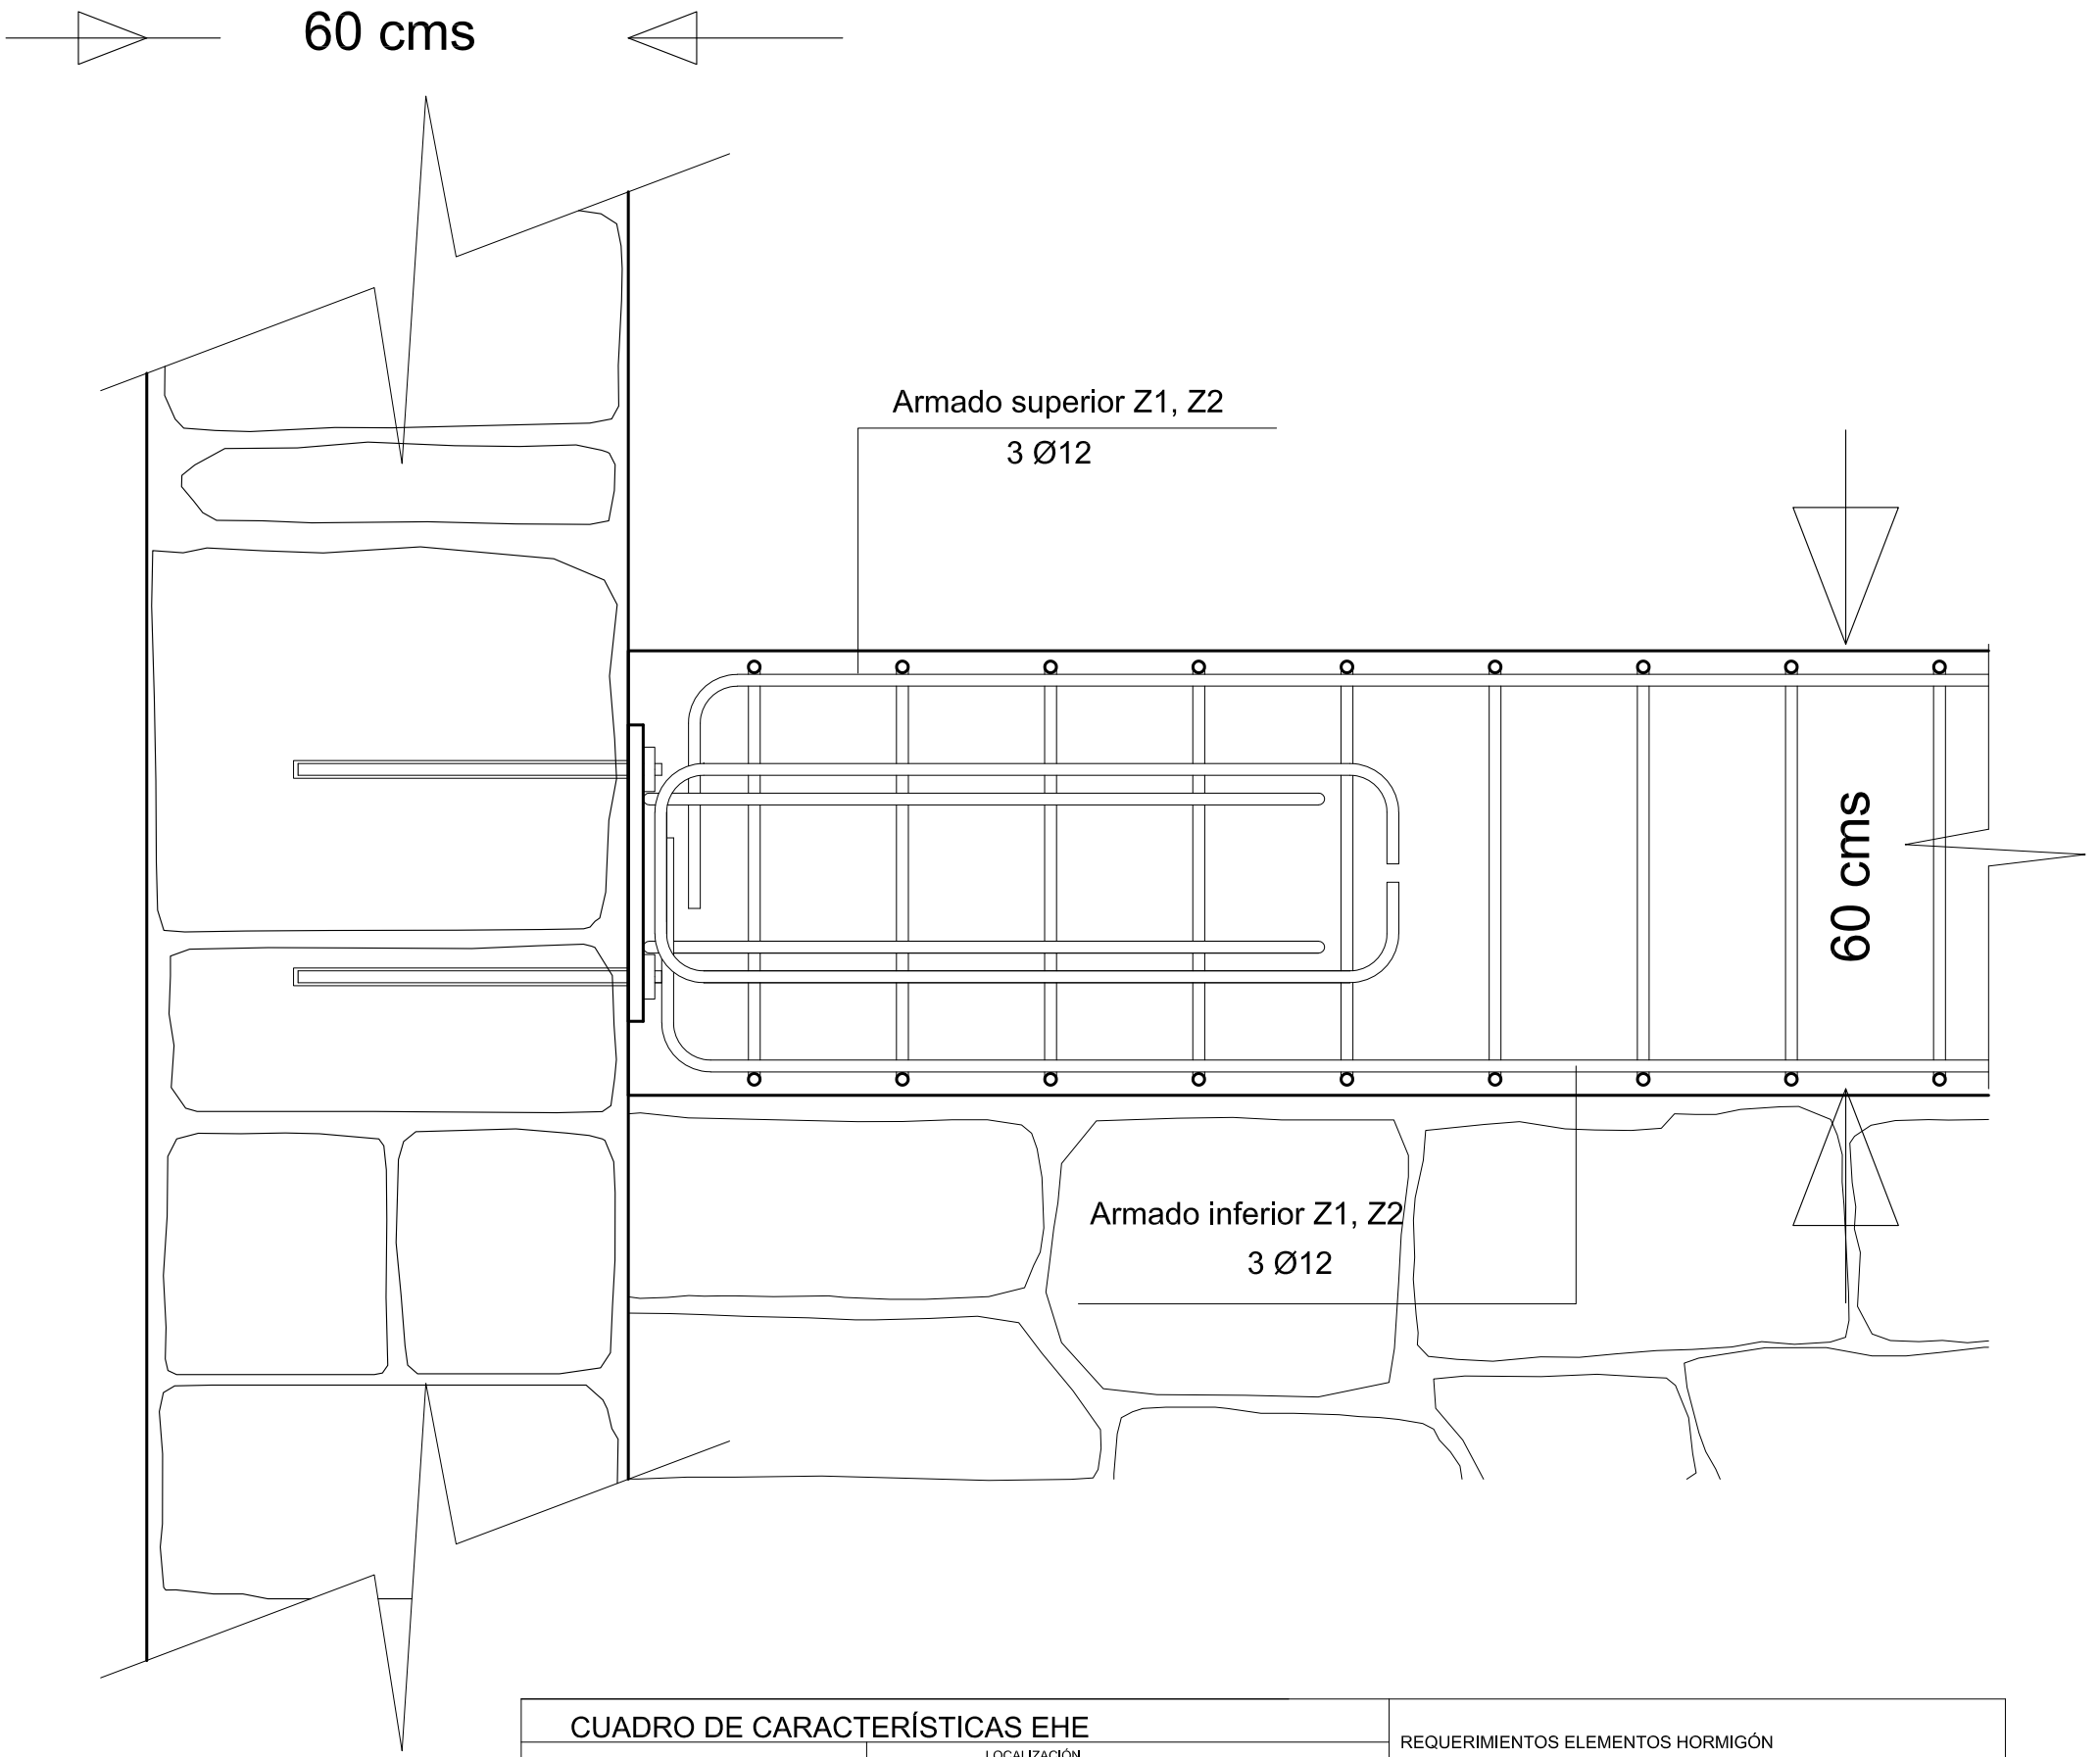 60 cms
Armado superior Z1, Z2
3 Ø12
60 cms
Armado inferior Z1, Z2
3 Ø12
CUADRO DE CARACTERÍSTICAS EHE
LOCALIZACIÓN
REQUERIMIENTOS ELEMENTOS HORMIGÓN